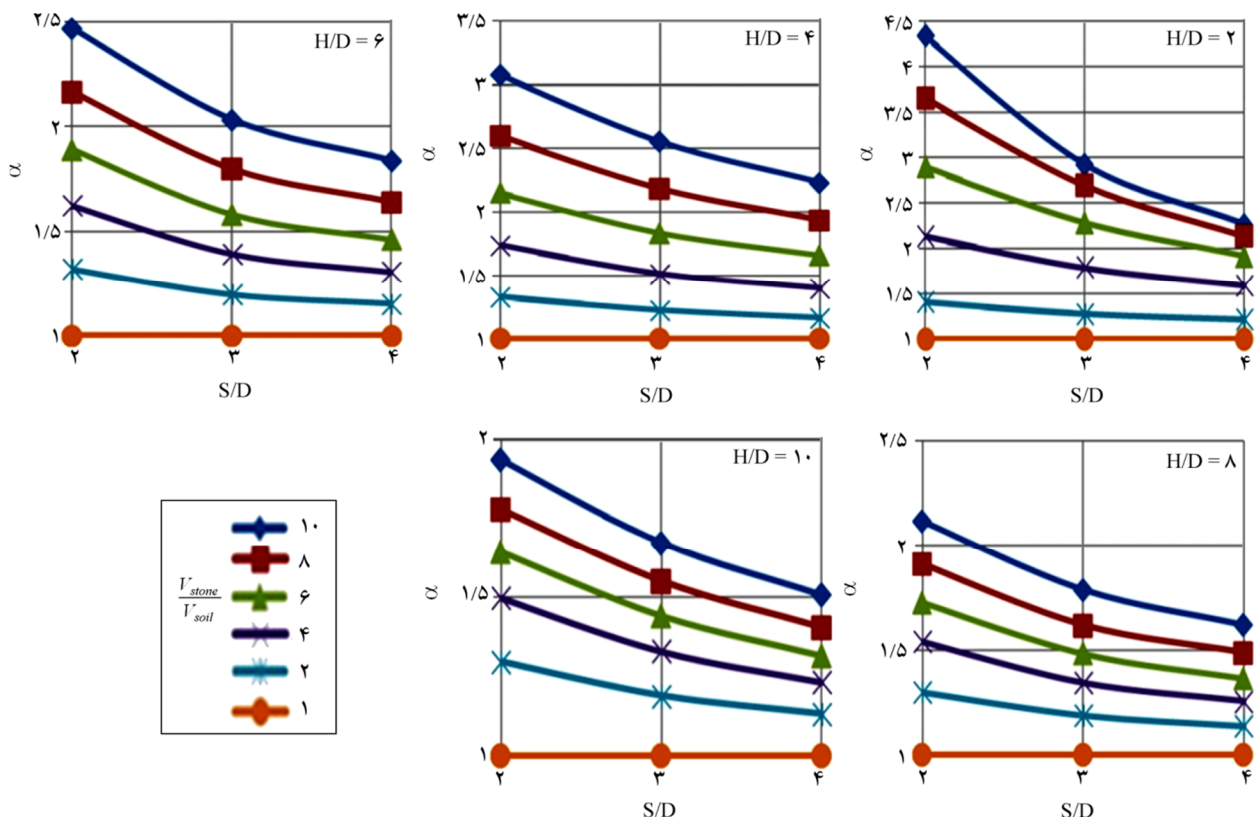 H/D = ۶
۲/۵
۲
۱/۵
۱
α
۲ ۳ ۴
S/D
H/D = ۴
۳/۵
۳
۲/۵
۲
۱/۵
۱
α
۲ ۳ ۴
S/D
H/D = ۲
۴/۵
۴
۳/۵
۳
۲/۵
۲
۱/۵
۱
α
۲ ۳ ۴
S/D
V_stone
V_soil
۱۰
۸
۶
۴
۲
۱
H/D = ۱۰
۲
۱/۵
۱
α
۲ ۳ ۴
S/D
H/D = ۸
۲/۵
۲
۱/۵
۱
α
۲ ۳ ۴
S/D